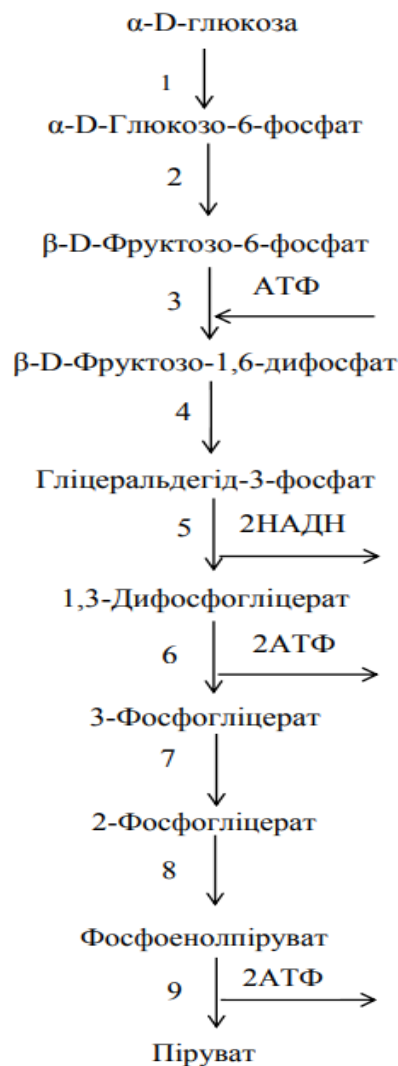 α-D-глюкоза
1
α-D-Глюкозо-6-фосфат
2
β-D-Фруктозо-6-фосфат
3 АТФ
β-D-Фруктозо-1,6-дифосфат
4
Гліцеральдегід-3-фосфат
5 2НАДН
1,3-Дифосфогліцерат
6 2АТФ
3-Фосфогліцерат
7
2-Фосфогліцерат
8
Фосфоенолпіруват
9 2АТФ
Піруват